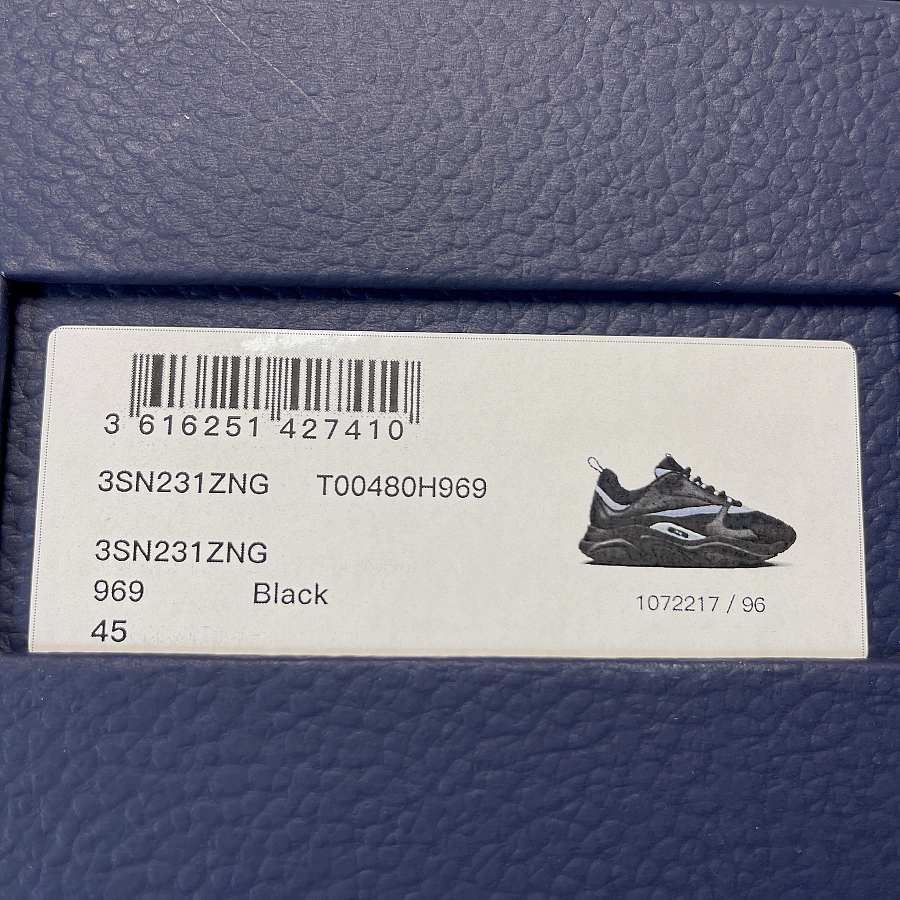 3 616251 427410
3SN231ZNG T00480H969
3SN231ZNG
969 Black
45
1072217 / 96